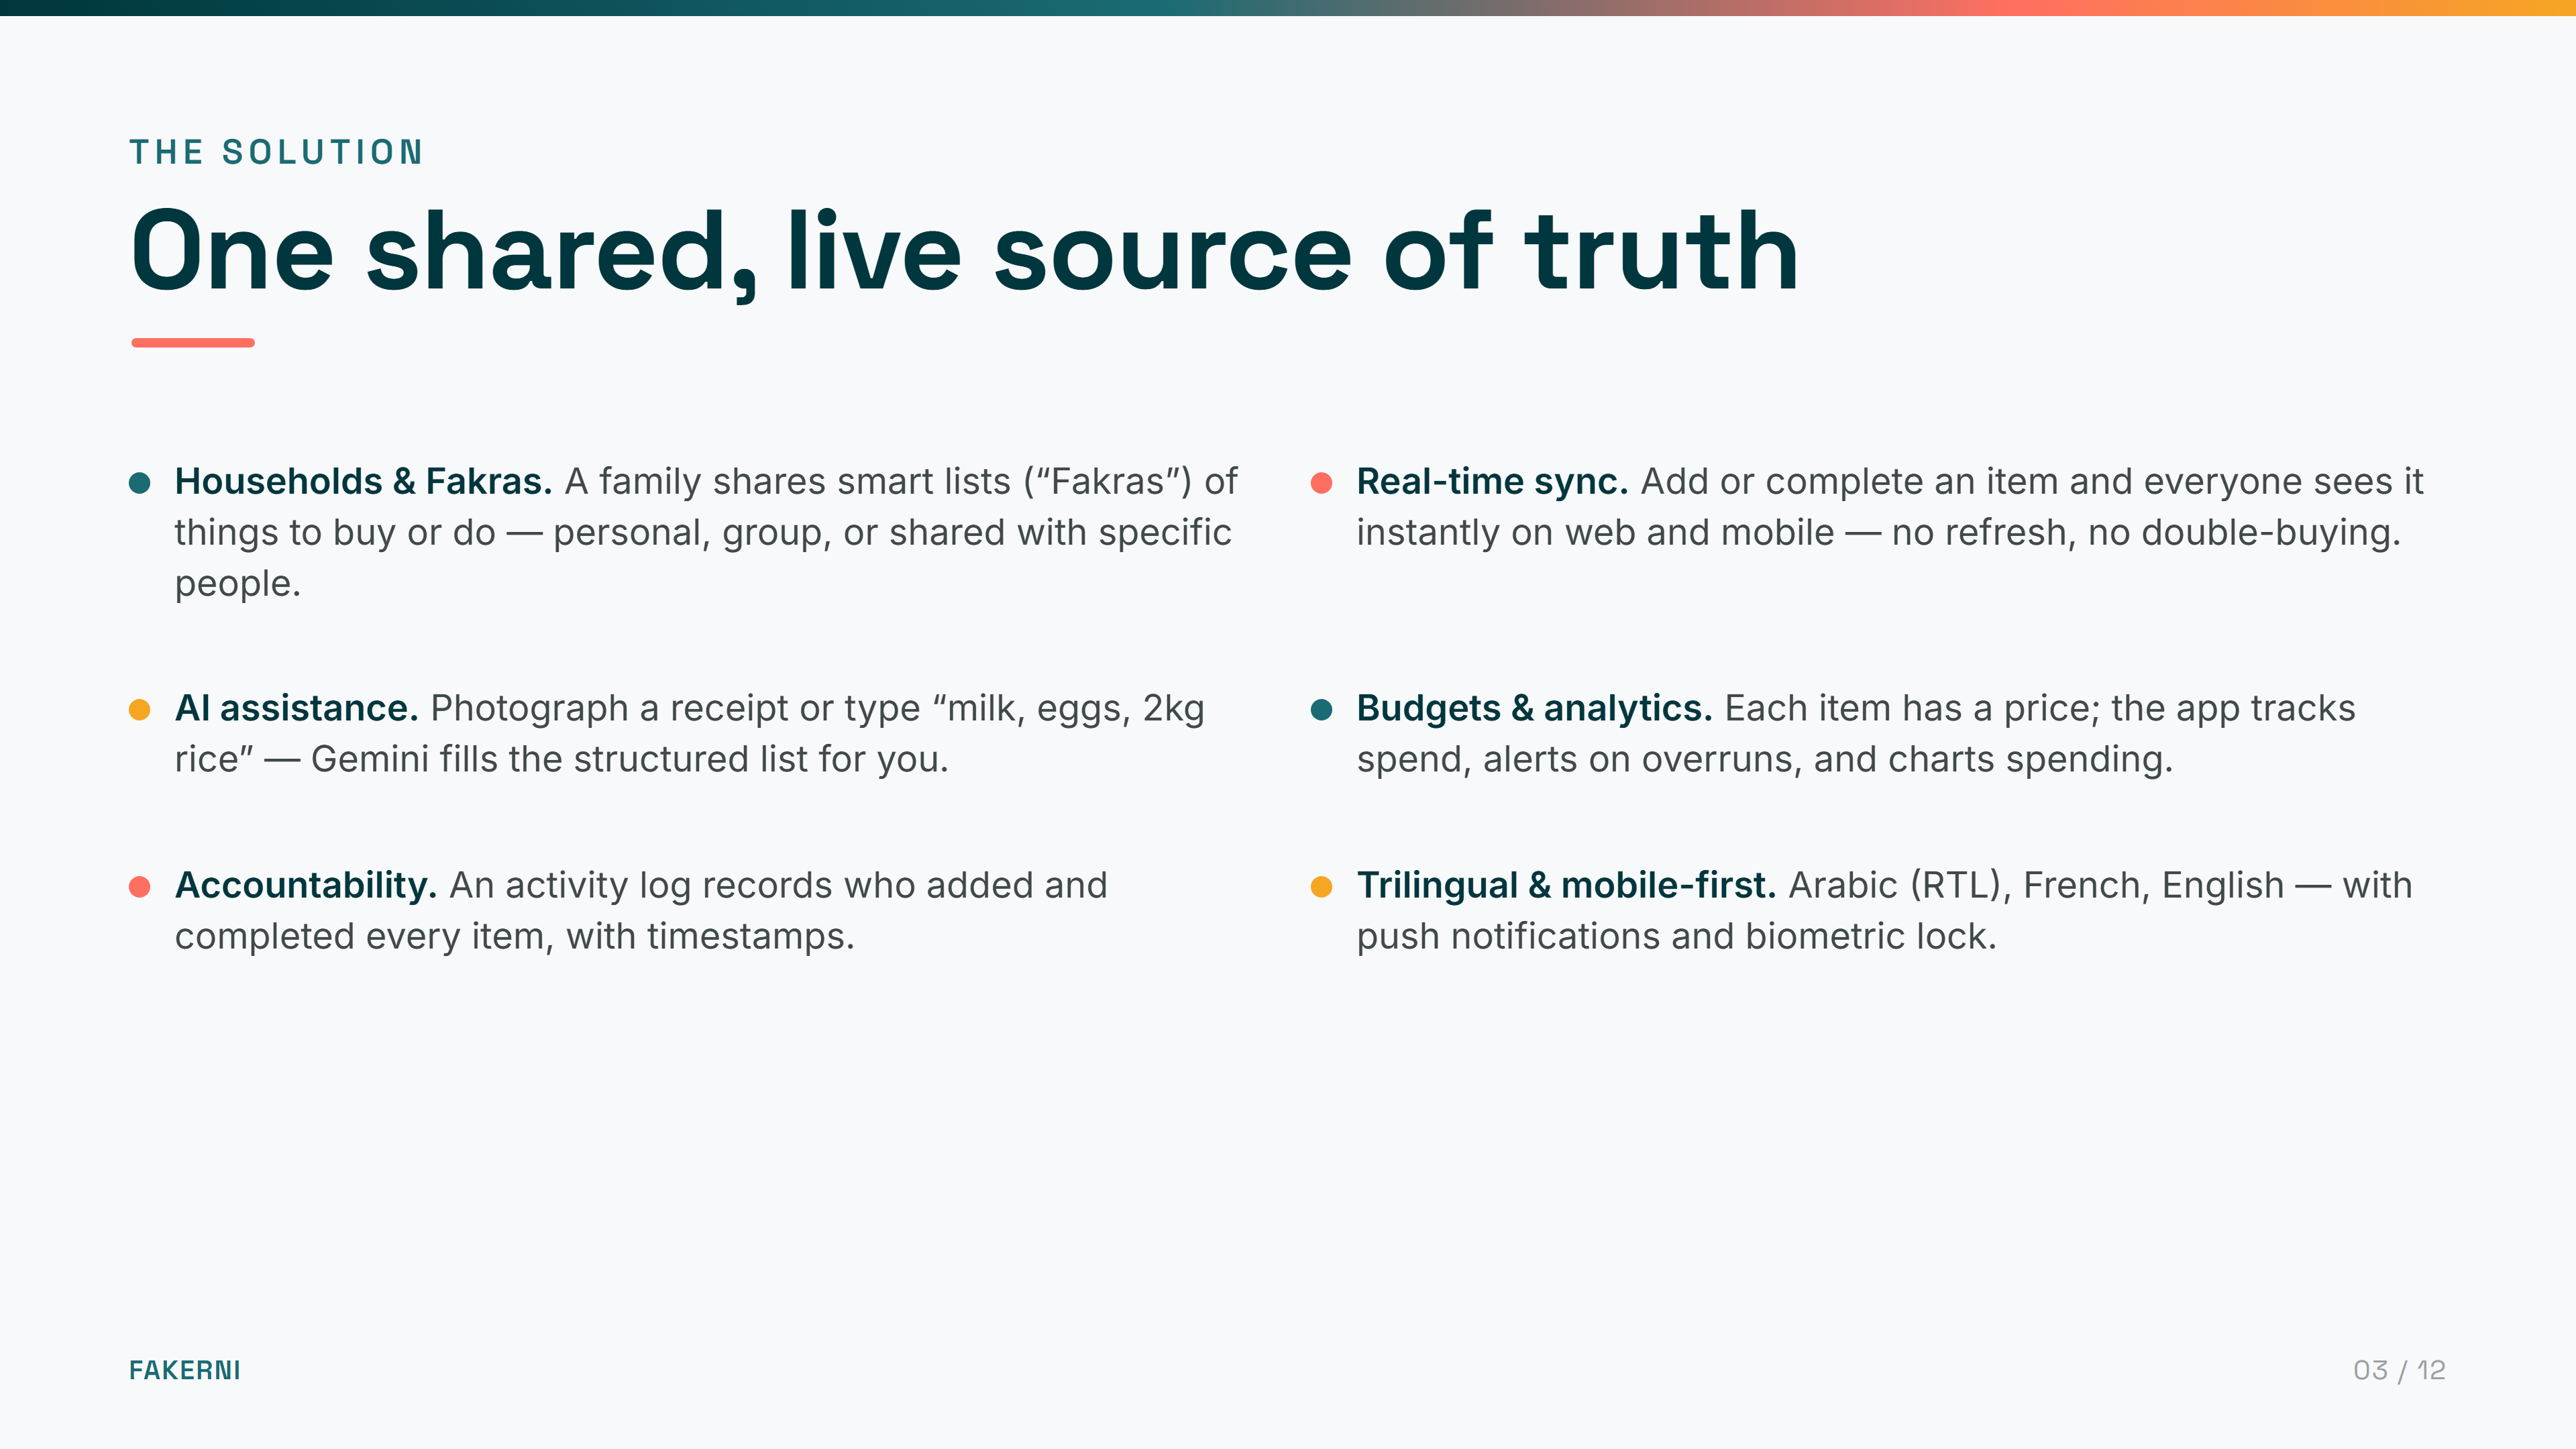 THE SOLUTION
One shared, live source of truth
Households & Fakras. A family shares smart lists (“Fakras”) of
things to buy or do — personal, group, or shared with specific
people.
Real-time sync. Add or complete an item and everyone sees it
instantly on web and mobile — no refresh, no double-buying.
AI assistance. Photograph a receipt or type “milk, eggs, 2kg
rice” — Gemini fills the structured list for you.
Budgets & analytics. Each item has a price; the app tracks
spend, alerts on overruns, and charts spending.
Accountability. An activity log records who added and
completed every item, with timestamps.
Trilingual & mobile-first. Arabic (RTL), French, English — with
push notifications and biometric lock.
FAKERNI
03 / 12